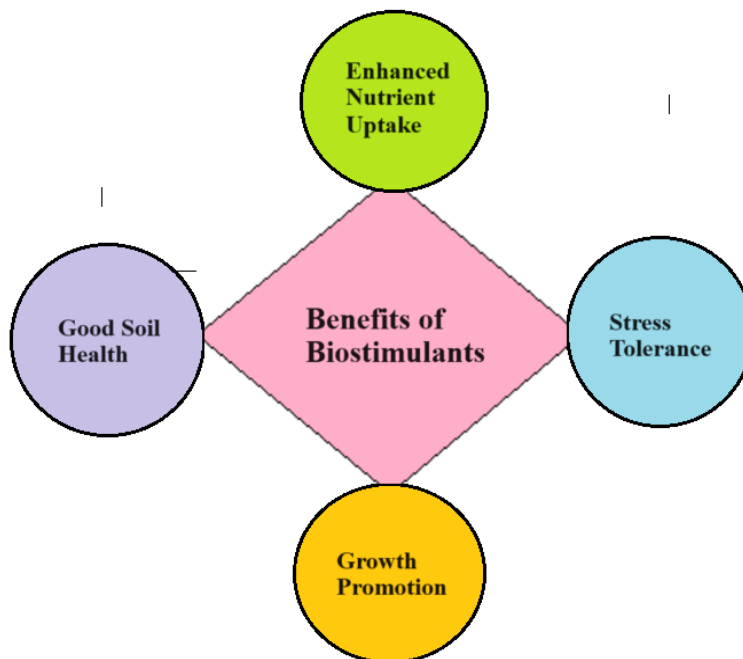 Enhanced
Nutrient
Uptake
Good Soil
Health
Benefits of
Biostimulants
Stress
Tolerance
Growth
Promotion